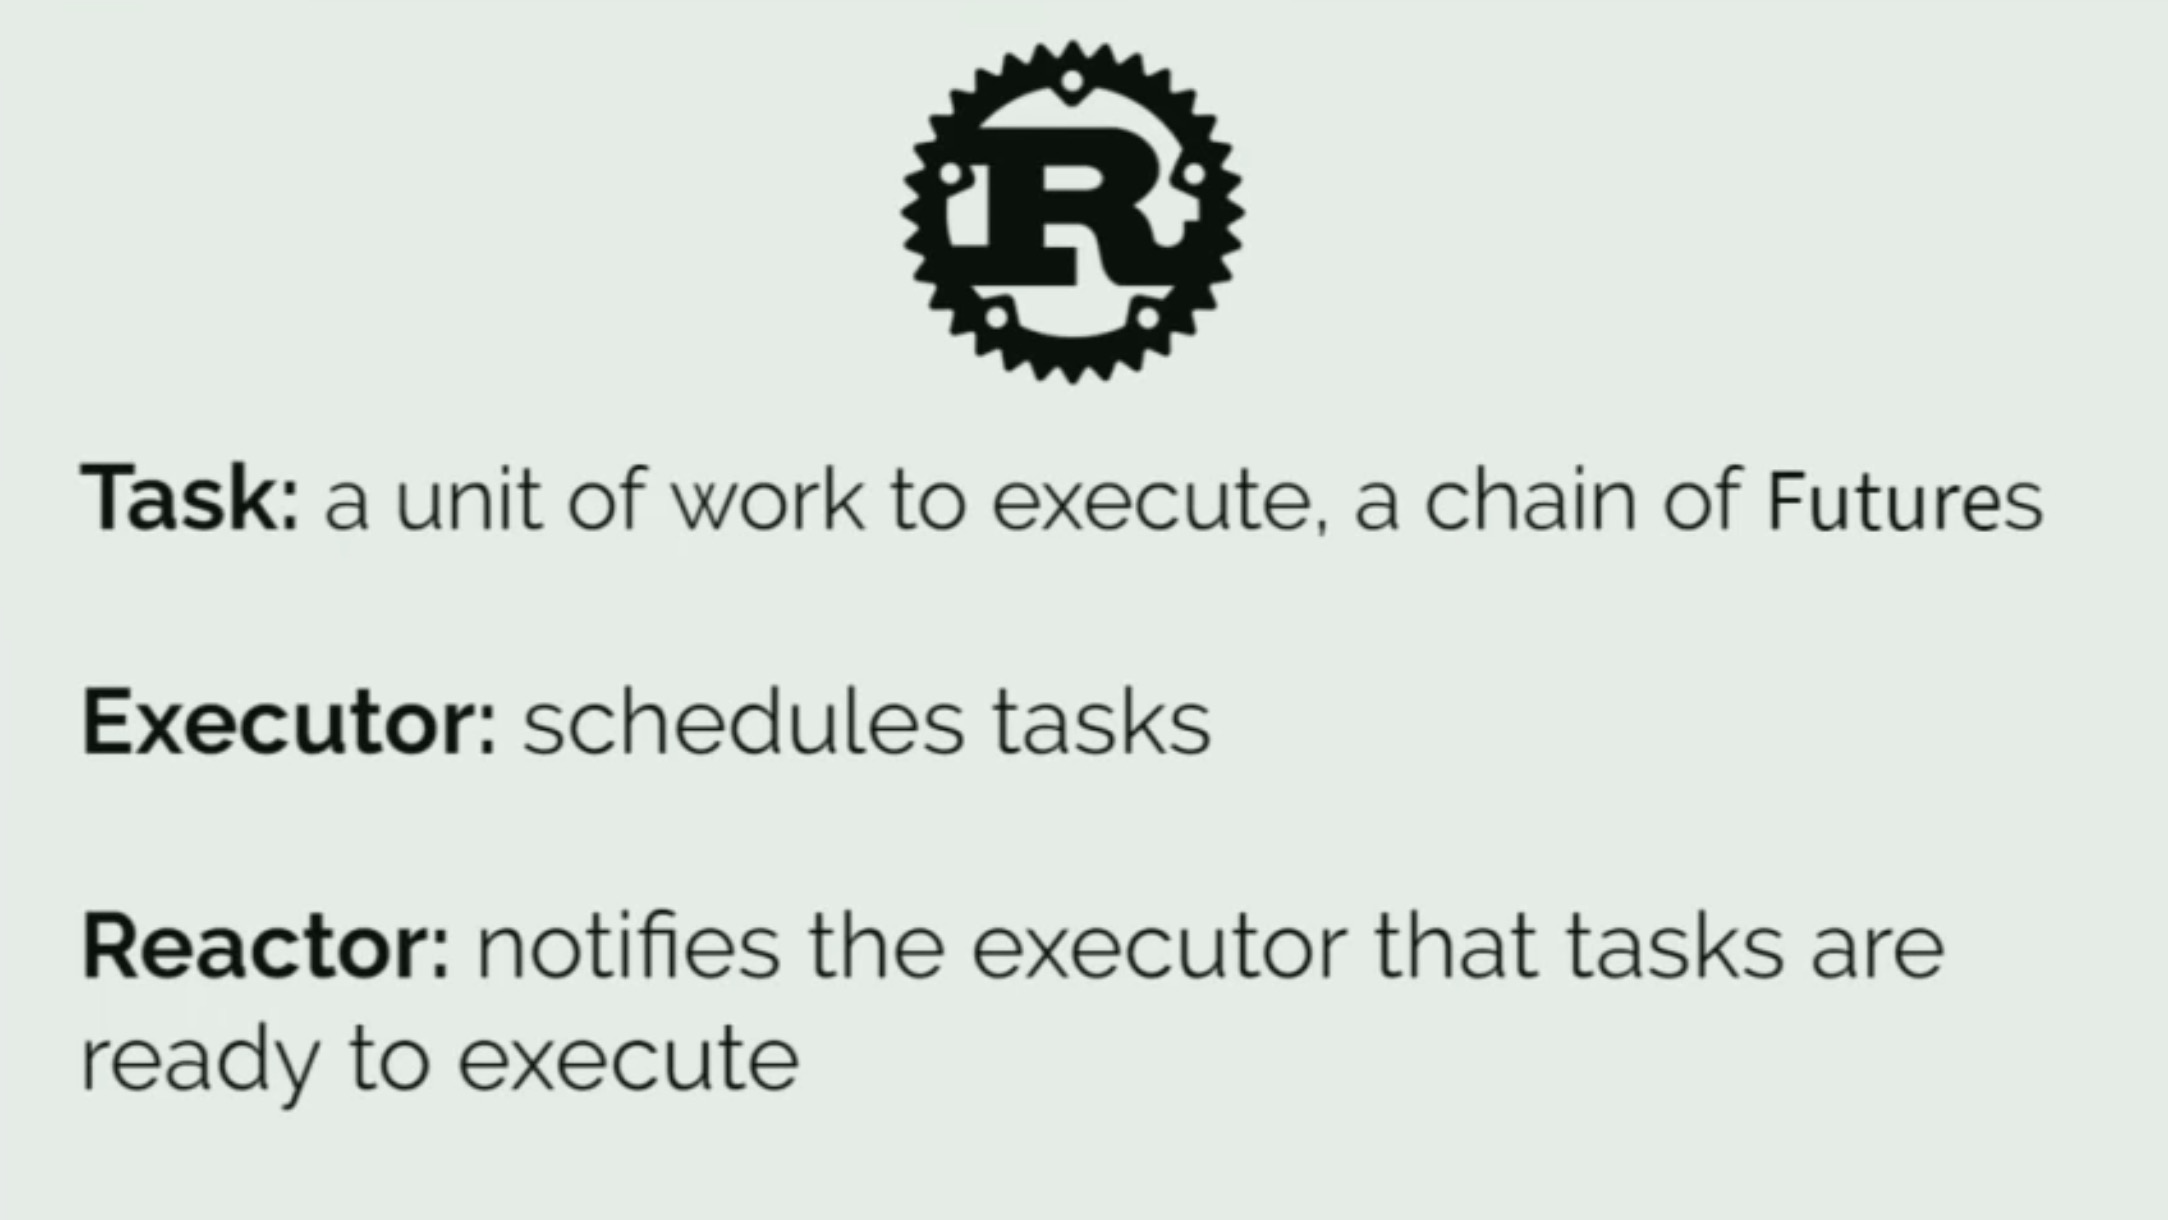 R
Task: a unit of work to execute, a chain of Futures
Executor: schedules tasks
Reactor: notifies the executor that tasks are
ready to execute